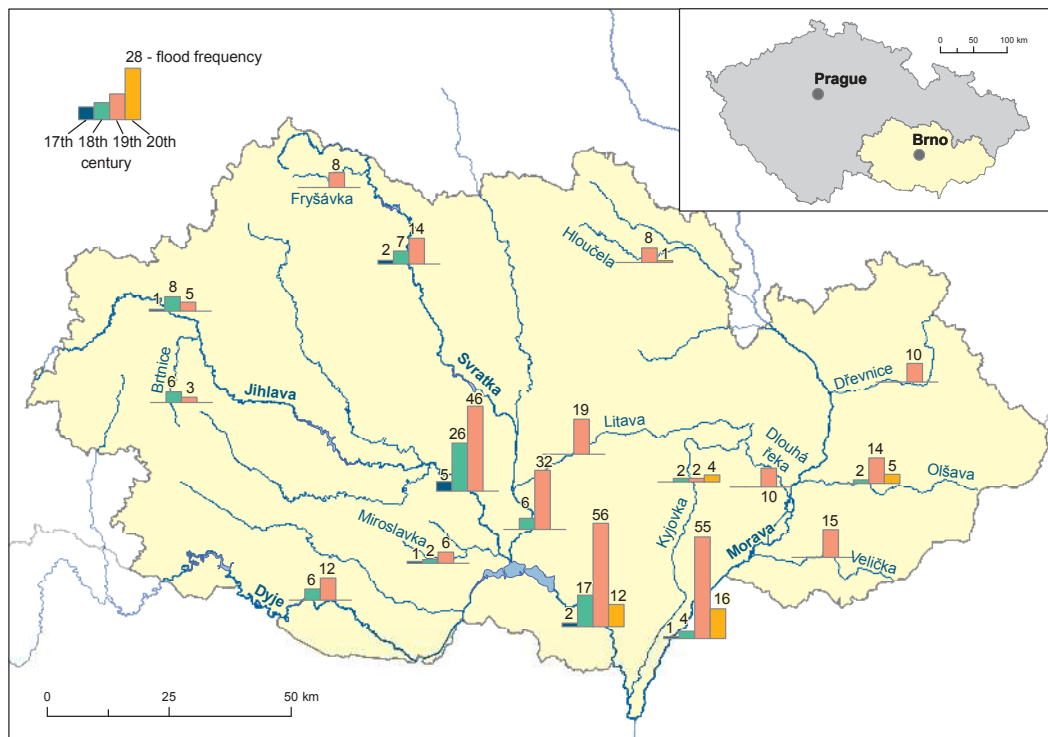 28 - flood frequency
17th 18th 19th 20th
century
0 50 100 km
Prague
Brno
8
Fryšávka
2 7 14
Hloučela
8 1
1 8 5
Brtnice
6 3
Jihlava
Svratka
10
Dřevnice
5 26 46
19
Litava
Dlouhá
řeka
10
2 2 4
Kyjovka
2 14 5
Olšava
6 32
Miroslavka
1 2 6
15
Velička
Morava
6 12
Dyje
2 17 56 12
1 4 55 16
0 25 50 km